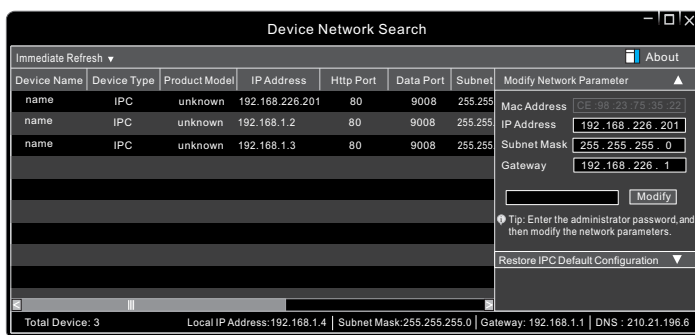 Device Network Search
Immediate Refresh ▼
About
Device Name Device Type Product Model IP Address Http Port Data Port Subnet
name IPC unknown 192.168.226.201 80 9008 255.255
name IPC unknown 192.168.1.2 80 9008 255.255.
name IPC unknown 192.168.1.3 80 9008 255.255
Modify Network Parameter ▲
Mac Address CE :98 :23 :75 :35 :22
IP Address 192 .168 . 226 . 201
Subnet Mask 255 . 255 . 255 . 0
Gateway 192 .168 . 226 . 1
Modify
Tip: Enter the administrator password, and
then modify the network parameters.
Restore IPC Default Configuration ▼
Total Device: 3 Local IP Address:192.168.1.4 Subnet Mask:255.255.255.0 Gateway: 192.168.1.1 DNS : 210.21.196.6